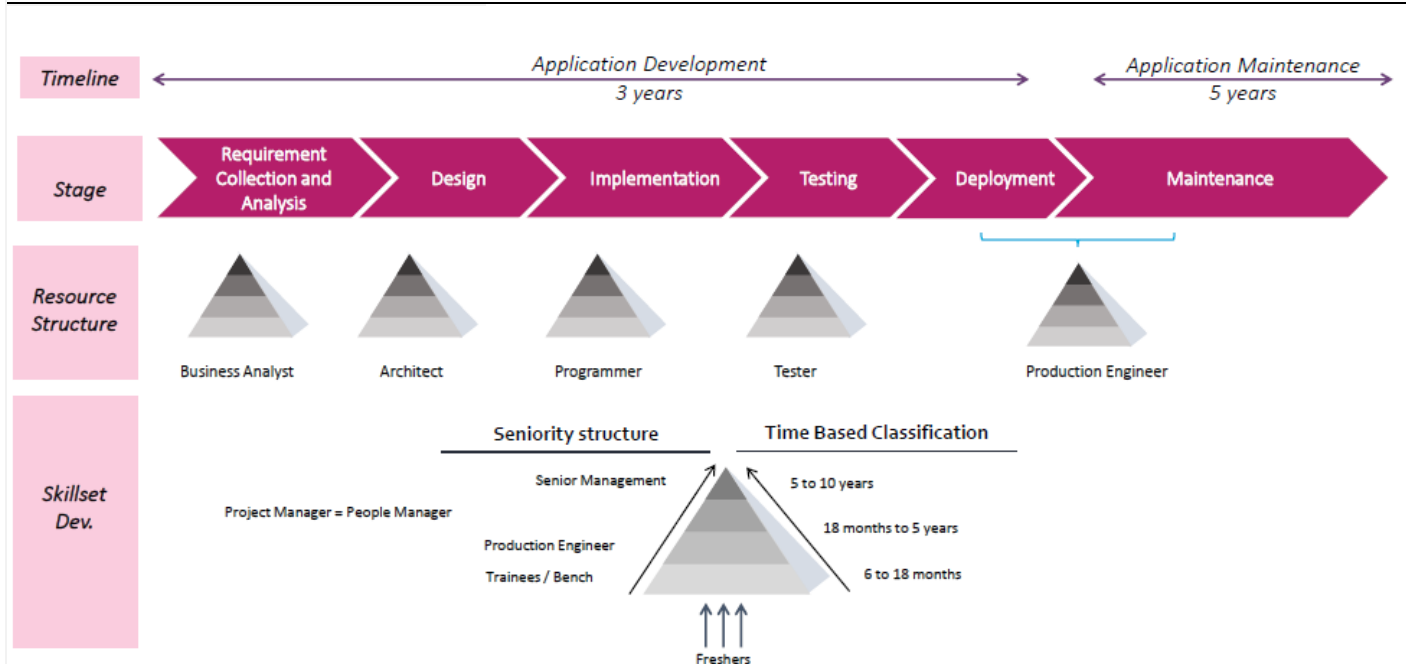 Timeline
Application Development
3 years
Application Maintenance
5 years
Stage
Requirement
Collection and
Analysis
Design
Implementation
Testing
Deployment
Maintenance
Resource
Structure
Business Analyst
Architect
Programmer
Tester
Production Engineer
Skillset
Dev.
Seniority structure
Time Based Classification
Senior Management
5 to 10 years
Project Manager = People Manager
18 months to 5 years
Production Engineer
Trainees / Bench
6 to 18 months
Freshers